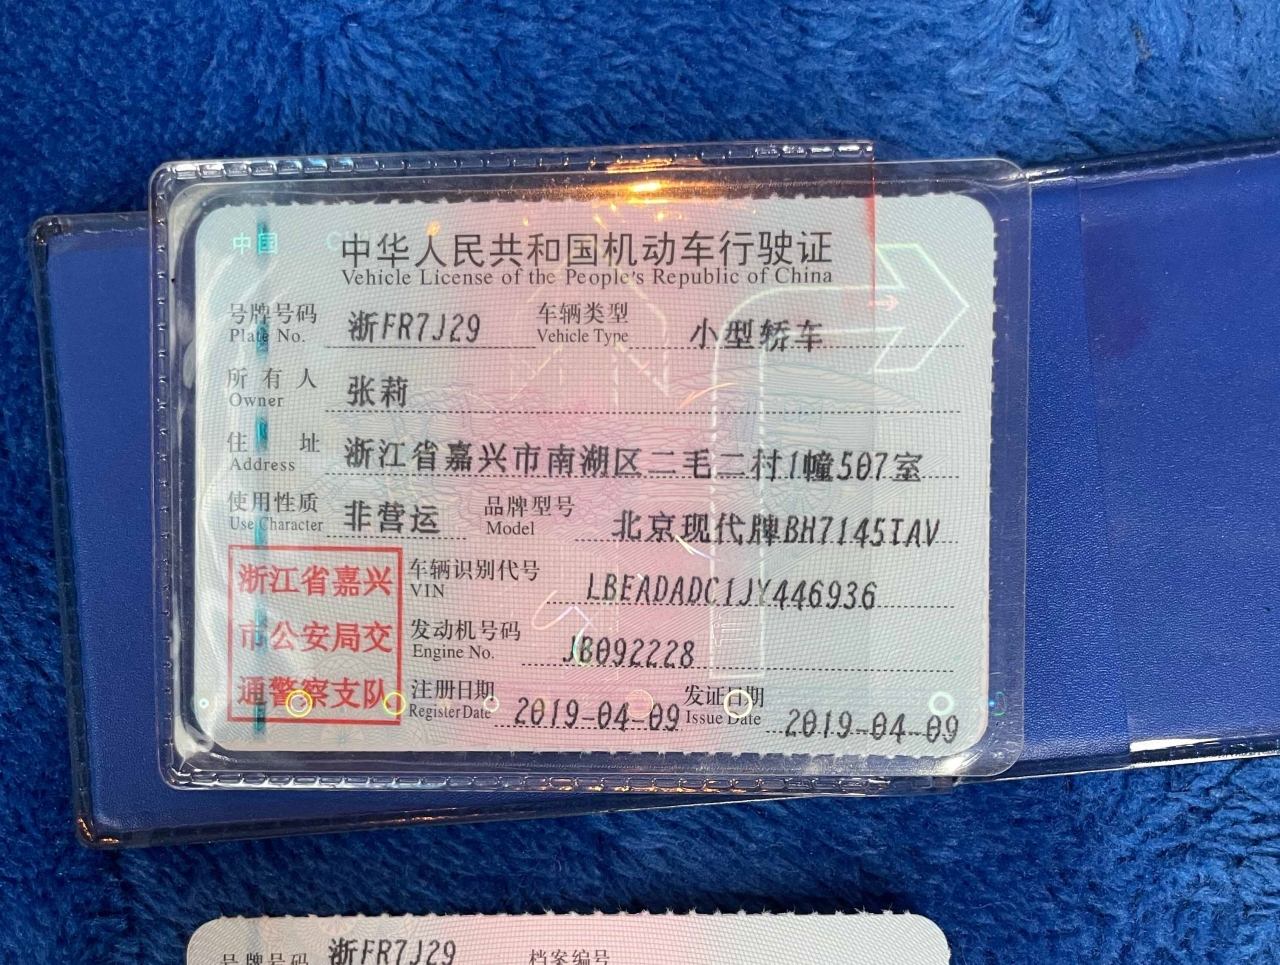 中国
中华人民共和国机动车行驶证
Vehicle License of the People's Republic of China
号牌号码 浙FR7J29 车辆类型 小型轿车
Plate No. Vehicle Type
所有人 张莉
Owner
住址 浙江省嘉兴市南湖区二毛二村1幢507室
Address
使用性质 非营运 品牌型号 北京现代牌BH7145TAV
Use Character Model
浙江省嘉兴
市公安局交
通警察支队
车辆识别代号 LBEADADC1JY446936
VIN
发动机号码 JB092228
Engine No.
注册日期 2019-04-09 发证日期 2019-04-09
Register Date Issue Date
号牌号码 浙FR7J29 档案编号